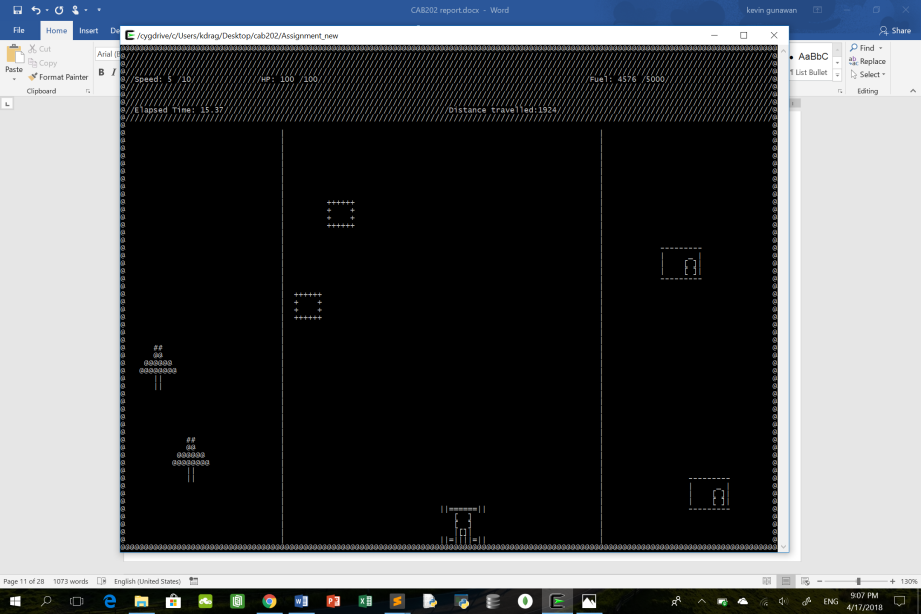 CAB202 report.docx - Word
kevin gunawan
File
Home
Insert
Share
/cygdrive/c/Users/kdrag/Desktop/cab202/Assignment_new
Paste
Cut
Copy
Format Painter
Clipboard
Arial
B I
AaBbC
List Bullet
Find
Replace
Select
Editing
Speed: 5 /10
HP: 100 /100
Fuel: 4576 /5000
Elapsed Time: 15.37
Distance travelled:1924
Page 11 of 28
1073 words
English (United States)
130%
ENG
9:07 PM
4/17/2018